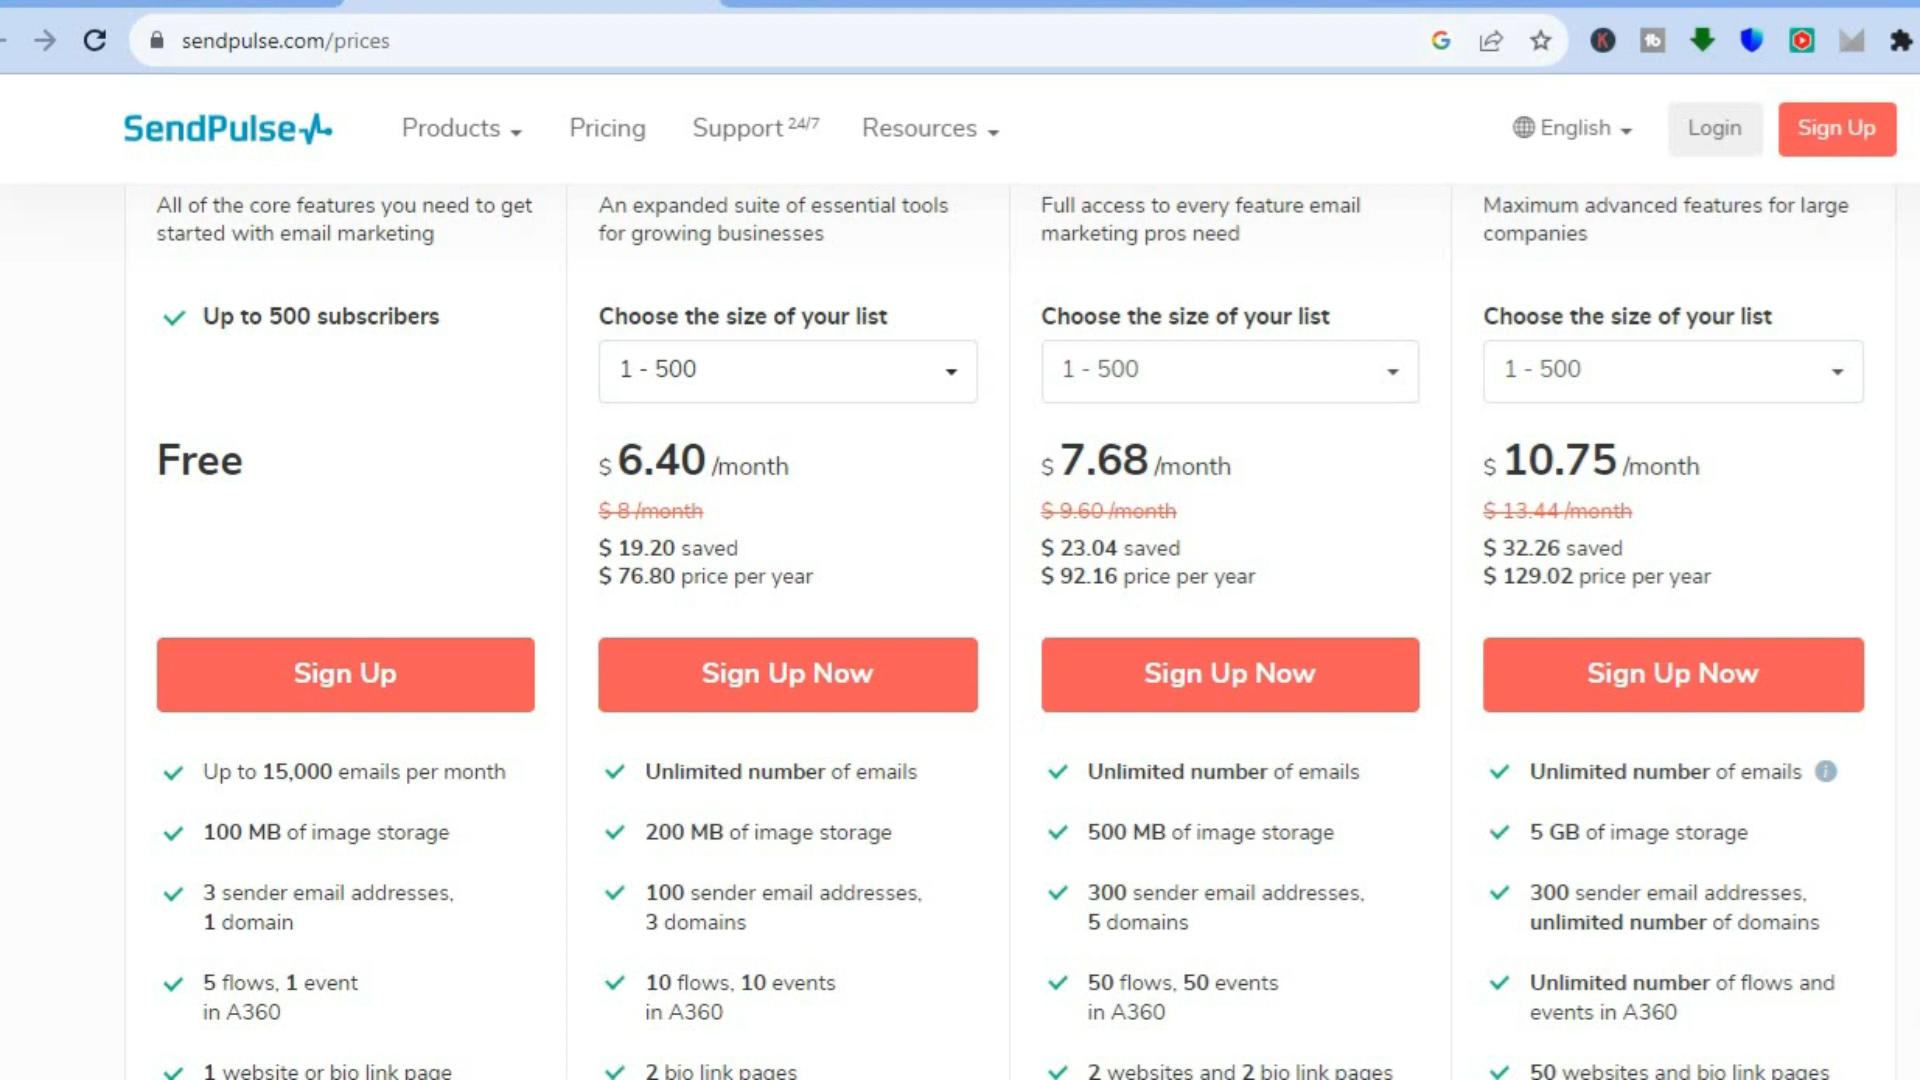 sendpulse.com/prices
SendPulse
Products
Pricing
Support 24/7
Resources
English
Login
Sign Up
All of the core features you need to get
started with email marketing
Up to 500 subscribers
Free
Sign Up
Up to 15,000 emails per month
100 MB of image storage
3 sender email addresses,
1 domain
5 flows, 1 event
in A360
1 website or bio link page
An expanded suite of essential tools
for growing businesses
Choose the size of your list
1 - 500
$ 6.40 /month
$ 8 /month
$ 19.20 saved
$ 76.80 price per year
Sign Up Now
Unlimited number of emails
200 MB of image storage
100 sender email addresses,
3 domains
10 flows, 10 events
in A360
2 bio link pages
Full access to every feature email
marketing pros need
Choose the size of your list
1 - 500
$ 7.68 /month
$ 9.60 /month
$ 23.04 saved
$ 92.16 price per year
Sign Up Now
Unlimited number of emails
500 MB of image storage
300 sender email addresses,
5 domains
50 flows, 50 events
in A360
2 websites and 2 bio link pages
Maximum advanced features for large
companies
Choose the size of your list
1 - 500
$ 10.75 /month
$ 13.44 /month
$ 32.26 saved
$ 129.02 price per year
Sign Up Now
Unlimited number of emails
5 GB of image storage
300 sender email addresses,
unlimited number of domains
Unlimited number of flows and
events in A360
50 websites and bio link pages